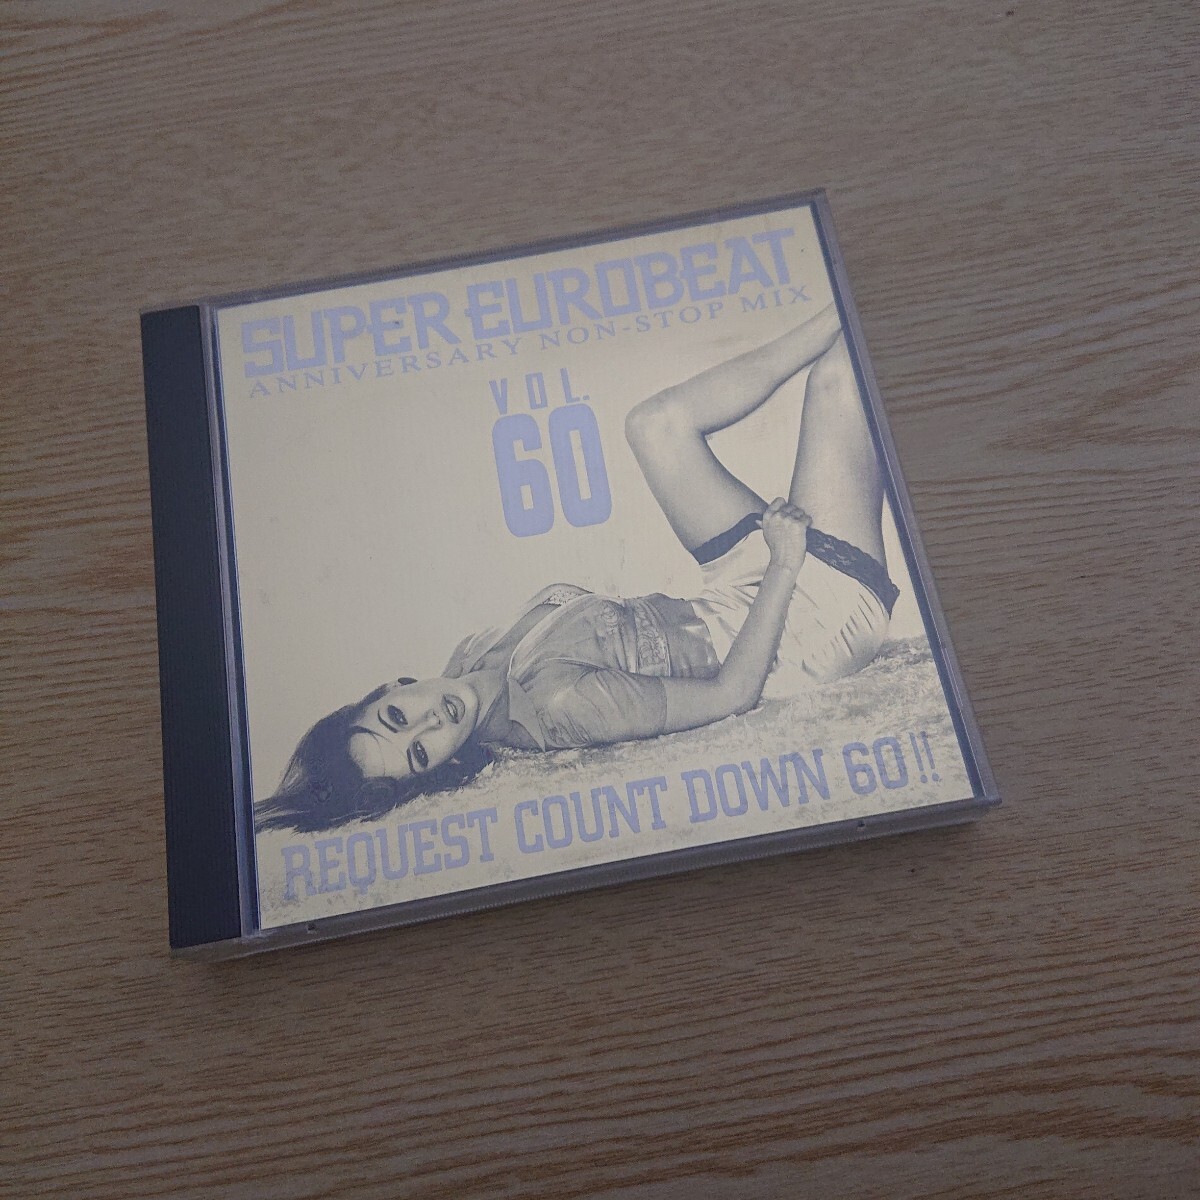 SUPER EUROBEAT
ANNIVERSARY NON-STOP MIX
VOL.
60
REQUEST COUNT DOWN 60!!